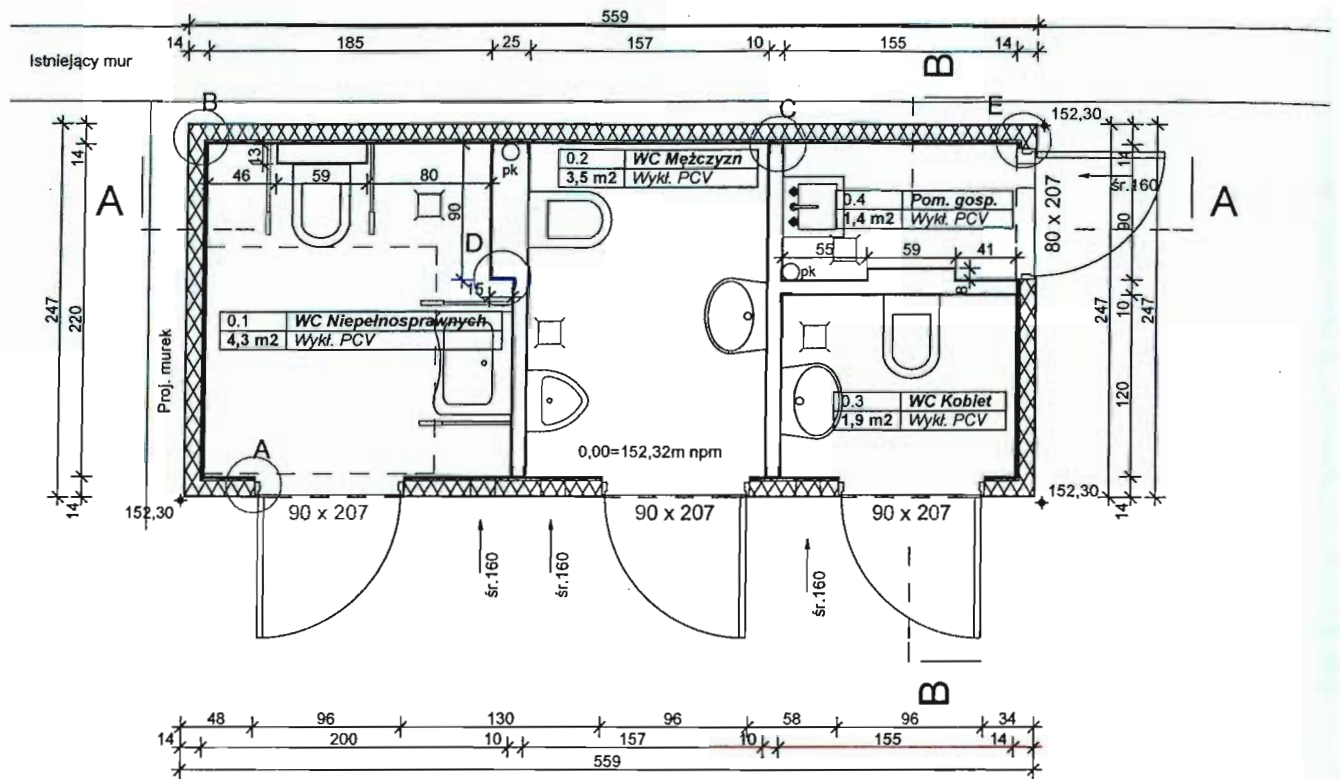 559
14 185 25 157 10 155 14
Istniejący mur
B
B C E 152,30
13
46 59 80
90
pk
0.2 WC Mężczyzn
3,5 m2 Wykł. PCV
0.4 Pom. gosp.
1,4 m2 Wykł. PCV
śr.160
80 x 207
A A
D
15
55 59 41
pk
8
0.1 WC Niepełnosprawnych
4,3 m2 Wykł. PCV
0.3 WC Kobiet
1,9 m2 Wykł. PCV
0,00=152,32m npm
Proj. murek
247
14 220 14
247
14 90 10 120 14
247
A
152,30 152,30
90 x 207 90 x 207 90 x 207
śr.160 śr.160 śr.160
B
48 96 130 96 58 96 34
14 200 10 157 10 155 14
559